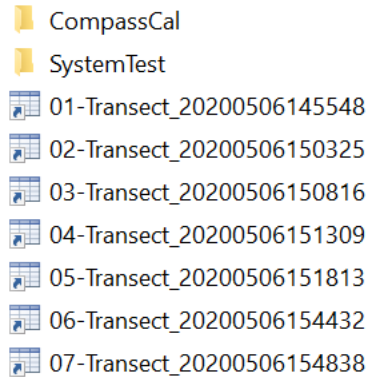 CompassCal
SystemTest
01-Transect_20200506145548
02-Transect_20200506150325
03-Transect_20200506150816
04-Transect_20200506151309
05-Transect_20200506151813
06-Transect_20200506154432
07-Transect_20200506154838